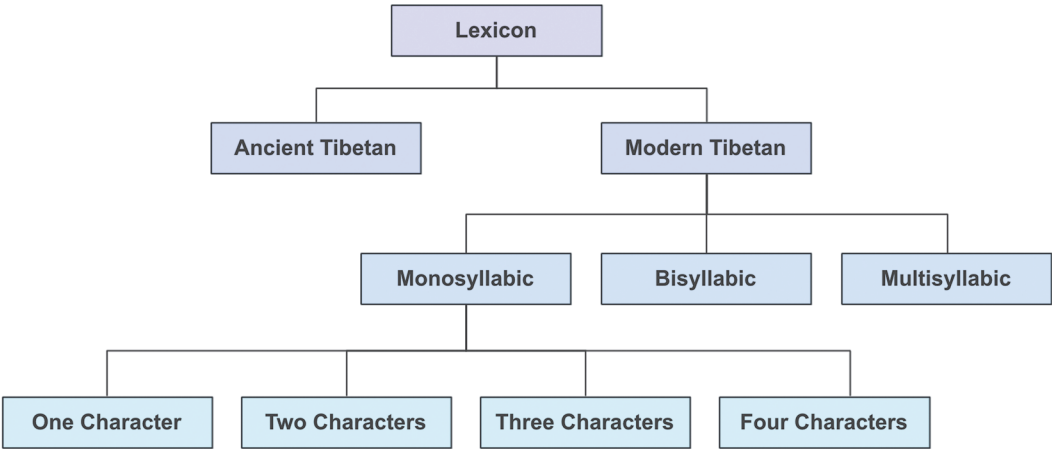 Lexicon
Ancient Tibetan
Modern Tibetan
Monosyllabic
Bisyllabic
Multisyllabic
One Character
Two Characters
Three Characters
Four Characters